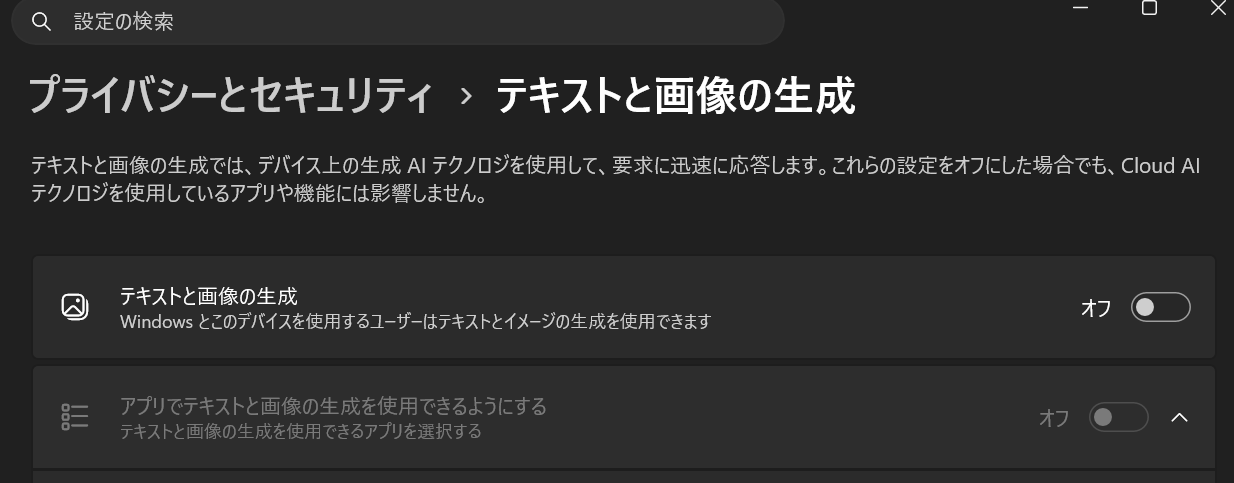 設定の検索
プライバシーとセキュリティ › テキストと画像の生成
テキストと画像の生成では、デバイス上の生成 AI テクノロジを使用して、要求に迅速に応答します。これらの設定をオフにした場合でも、Cloud AI
テクノロジを使用しているアプリや機能には影響しません。
テキストと画像の生成
Windows とこのデバイスを使用するユーザーはテキストとイメージの生成を使用できます
オフ
アプリでテキストと画像の生成を使用できるようにする
テキストと画像の生成を使用できるアプリを選択する
オフ